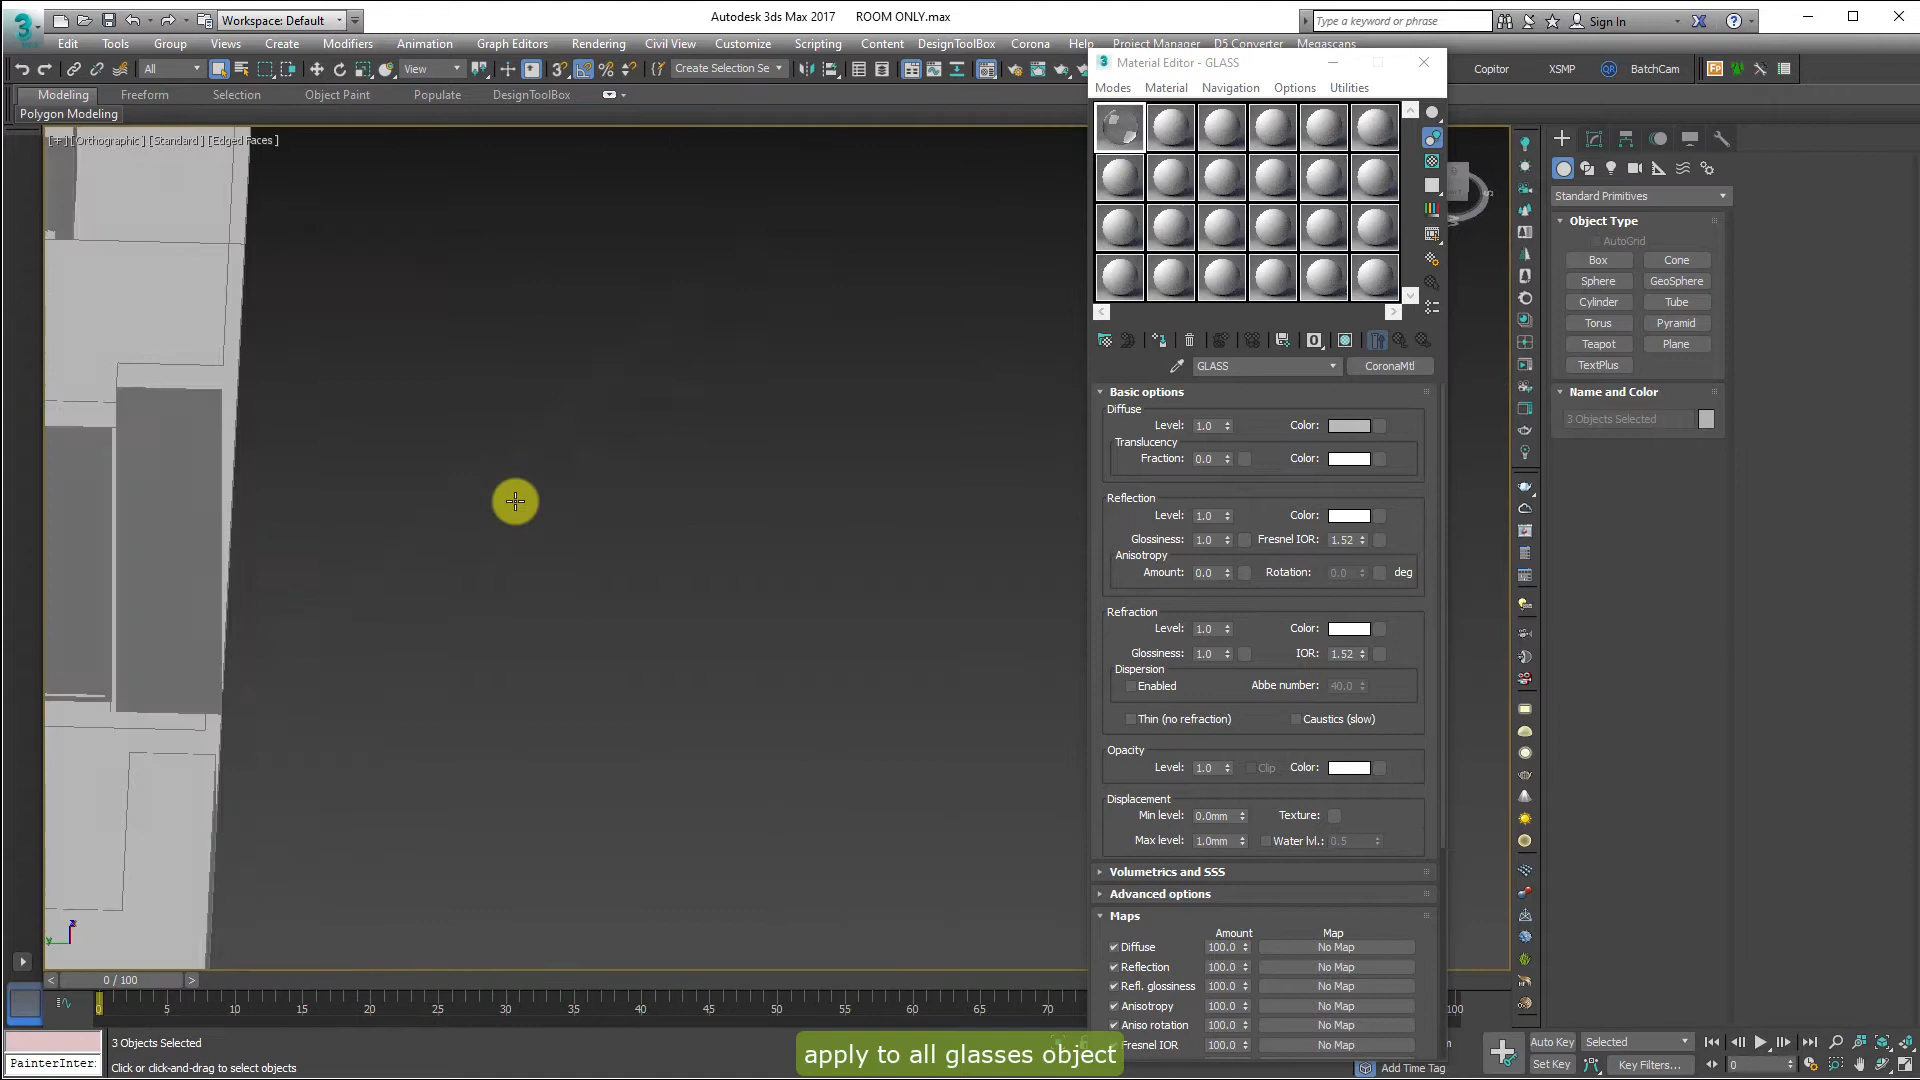 Workspace: Default
Autodesk 3ds Max 2017 ROOM ONLY.max
Type a keyword or phrase
Sign In
Edit Tools Group Views Create Modifiers Animation Graph Editors Rendering Civil View Customize Scripting Content DesignToolBox Corona Help Project Manager D5 Converter Megascans
All
View
Create Selection Se
Copitor XSMP BatchCam
Modeling Freeform Selection Object Paint Populate DesignToolBox
Polygon Modeling
[+] [Orthographic] [Standard] [Edged Faces]
Material Editor - GLASS
Modes Material Navigation Options Utilities
GLASS CoronaMtl
Basic options
Diffuse
Level: 1.0 Color:
Translucency
Fraction: 0.0 Color:
Reflection
Level: 1.0 Color:
Glossiness: 1.0 Fresnel IOR: 1.52
Anisotropy
Amount: 0.0 Rotation: 0.0 deg
Refraction
Level: 1.0 Color:
Glossiness: 1.0 IOR: 1.52
Dispersion
Enabled Abbe number: 40.0
Thin (no refraction) Caustics (slow)
Opacity
Level: 1.0 Clip Color:
Displacement
Min level: 0.0mm Texture:
Max level: 1.0mm Water lvl.: 0.5
Volumetrics and SSS
Advanced options
Maps
Amount Map
Diffuse 100.0 No Map
Reflection 100.0 No Map
Refl. glossiness 100.0 No Map
Anisotropy 100.0 No Map
Aniso rotation 100.0 No Map
Fresnel IOR 100.0 No Map
Standard Primitives
Object Type
AutoGrid
Box Cone
Sphere GeoSphere
Cylinder Tube
Torus Pyramid
Teapot Plane
TextPlus
Name and Color
3 Objects Selected
z
y
0 / 100
0 5 10 15 20 25 30 35 40 45 50 55 60 65 70 100
3 Objects Selected
PainterInter:
Click or click-and-drag to select objects
apply to all glasses object
Add Time Tag
Auto Key Selected
Set Key Key Filters...
0